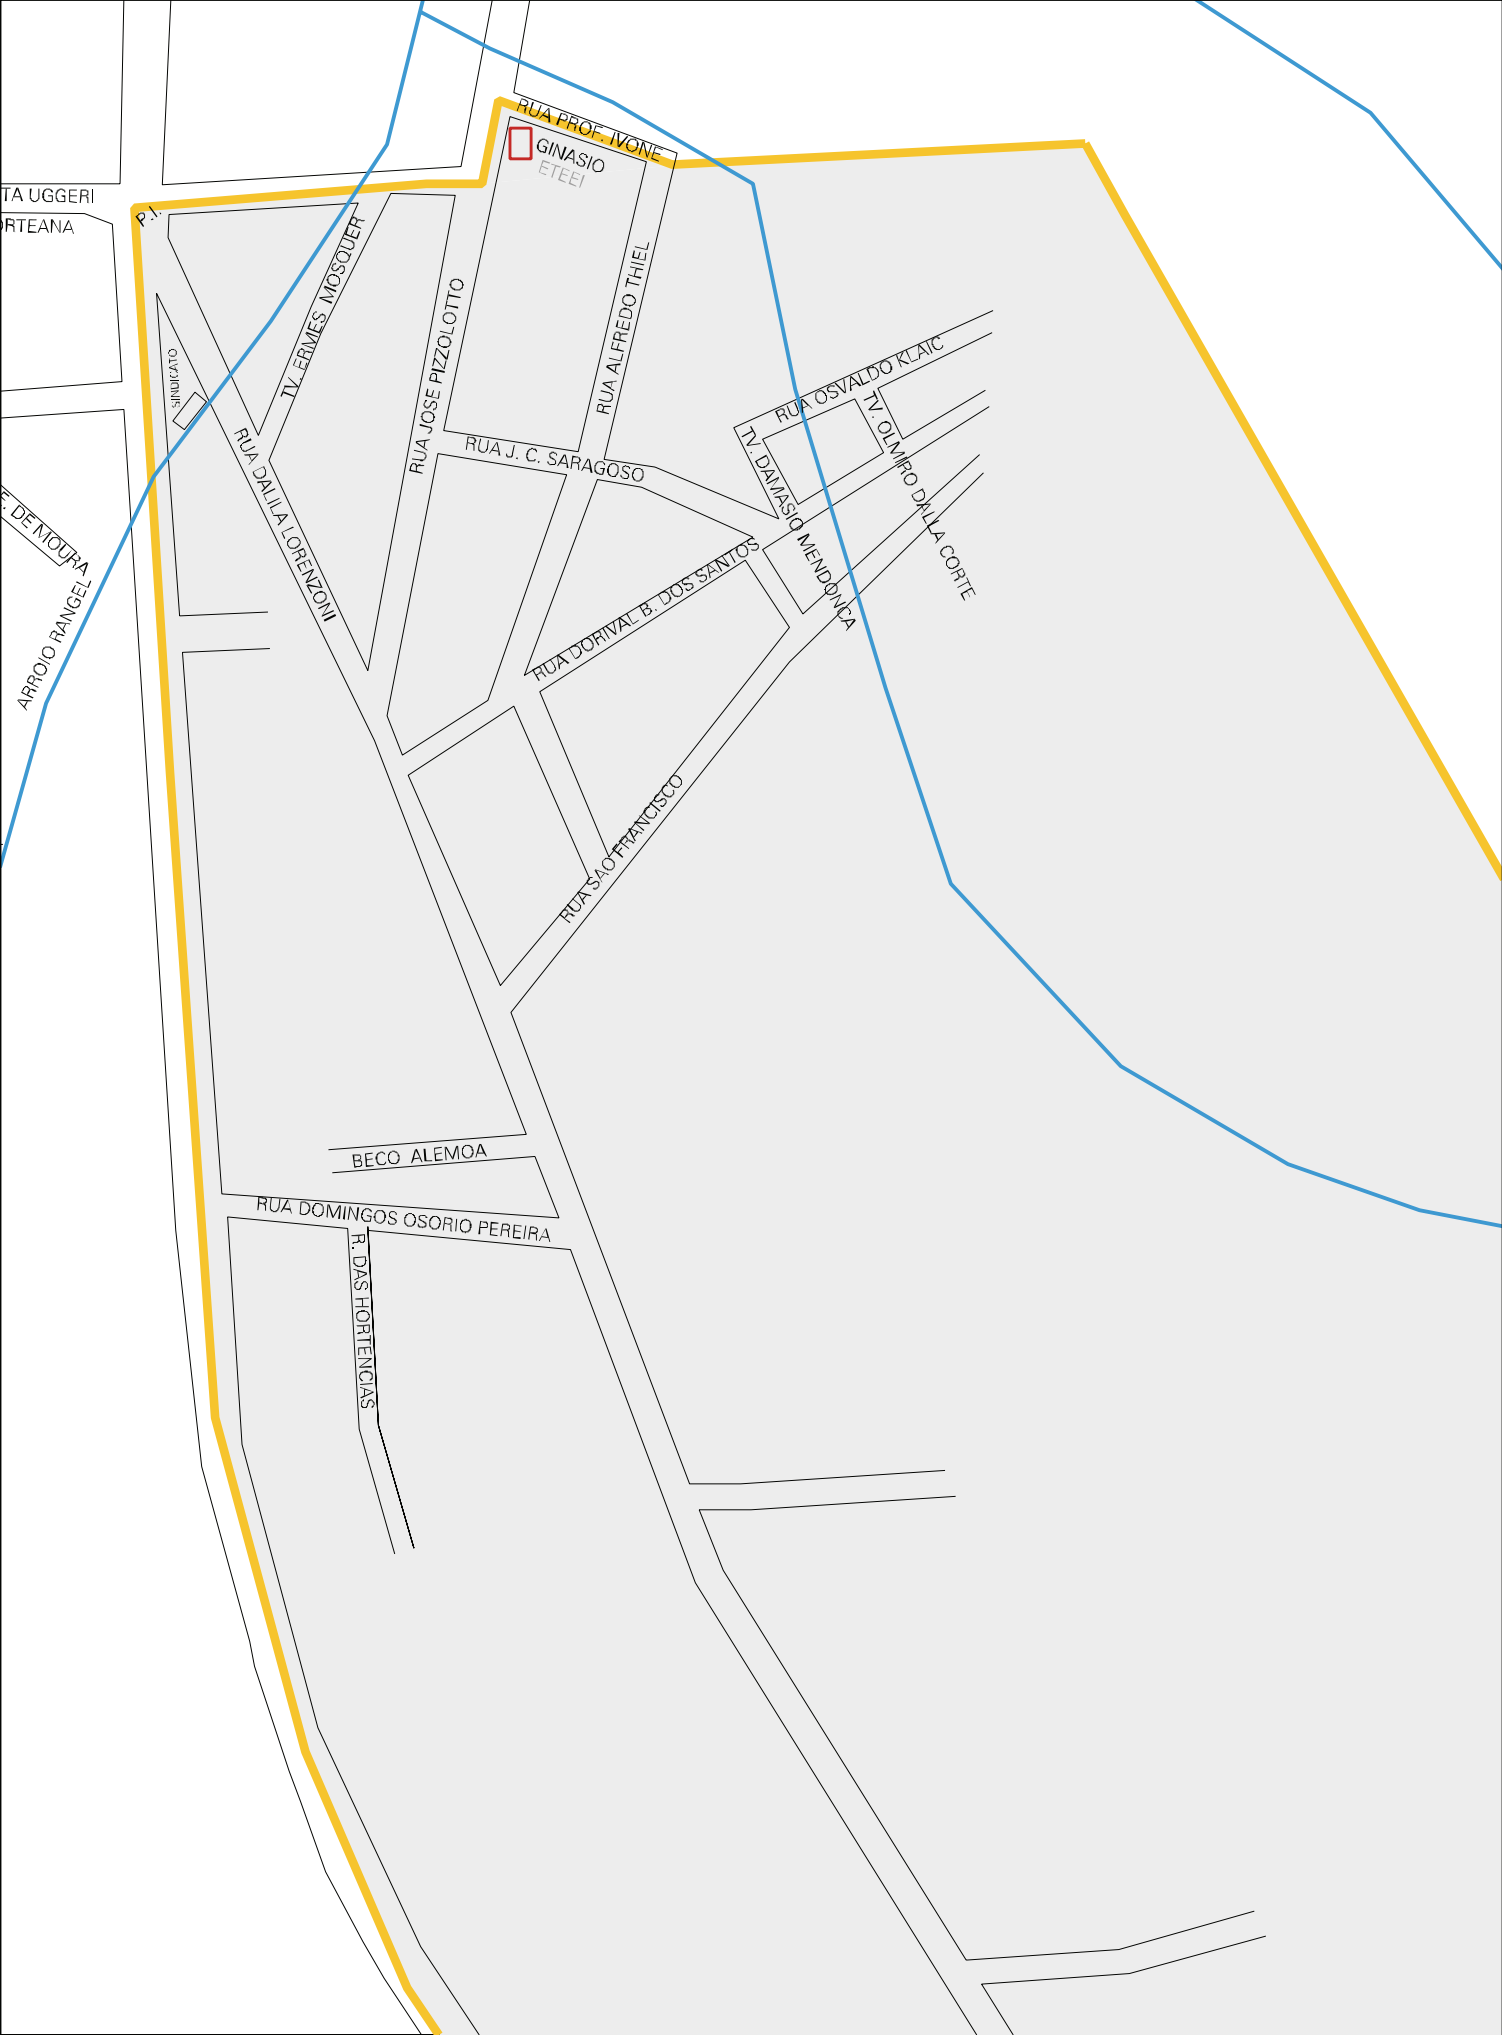 RUA PROF. IVONE
GINASIO
ETEEI
TA UGGERI
P.I.
ORTEANA
TV. ERMES MOSQUER
RUA JOSE PIZZOLOTTO
RUA ALFREDO THIEL
SINDICATO
RUA OSVALDO KLAIC
TV. OLMIRO DALLA CORTE
TV. DAMASIO MENDONCA
RUA J. C. SARAGOSO
RUA DALILA LORENZONI
E. DE MOURA
ARROIO RANGEL
RUA DORIVAL B. DOS SANTOS
RUA SAO FRANCISCO
BECO ALEMOA
RUA DOMINGOS OSORIO PEREIRA
R. DAS HORTENCIAS